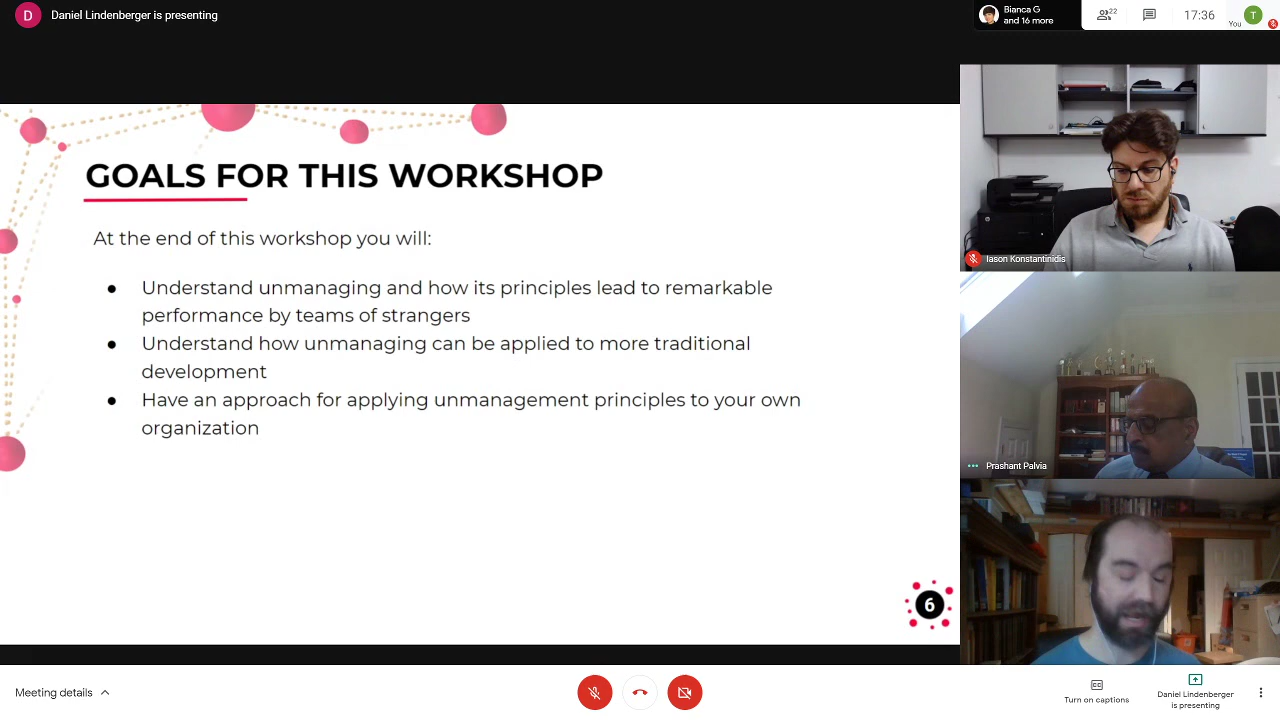 D
Daniel Lindenberger is presenting
Bianca G
and 16 more
22
17:36
You
T
GOALS FOR THIS WORKSHOP
At the end of this workshop you will:
● Understand unmanaging and how its principles lead to remarkable
performance by teams of strangers
● Understand how unmanaging can be applied to more traditional
development
● Have an approach for applying unmanagement principles to your own
organization
6
Iason Konstantinidis
Prashant Palvia
Meeting details
CC
Turn on captions
Daniel Lindenberger
is presenting